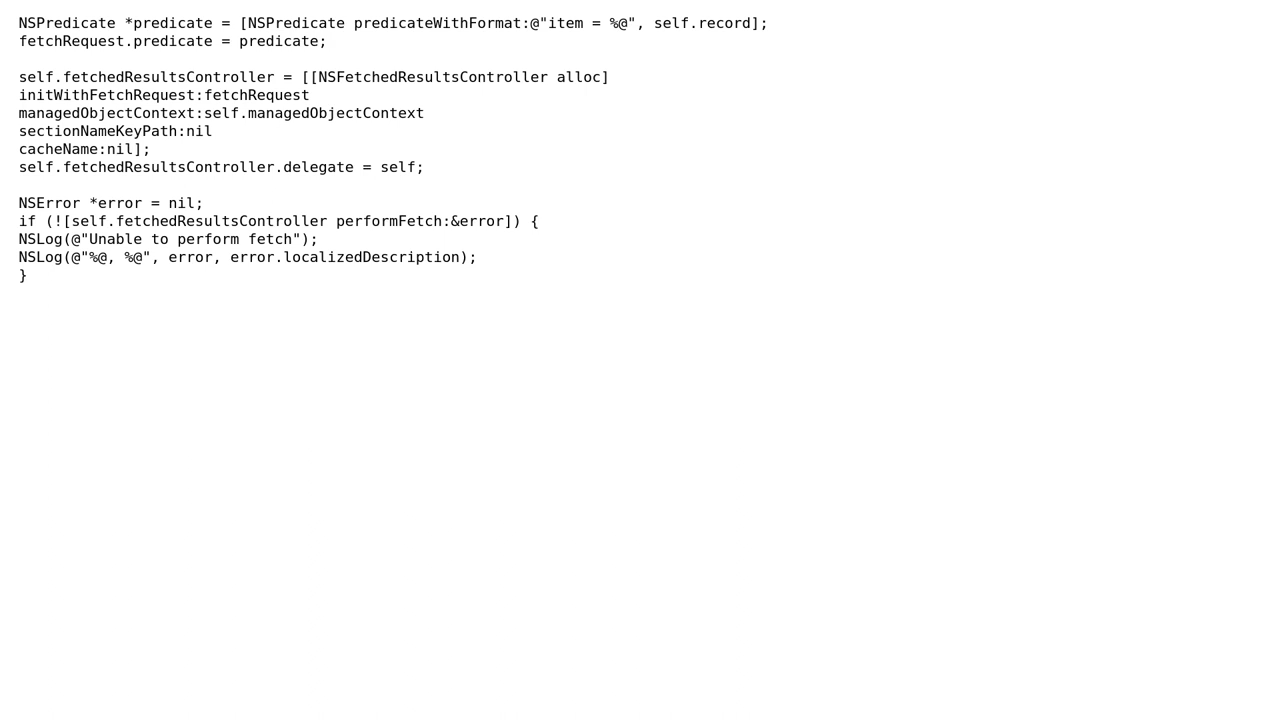 NSPredicate *predicate = [NSPredicate predicateWithFormat:@"item = %@", self.record];
fetchRequest.predicate = predicate;

self.fetchedResultsController = [[NSFetchedResultsController alloc]
initWithFetchRequest:fetchRequest
managedObjectContext:self.managedObjectContext
sectionNameKeyPath:nil
cacheName:nil];
self.fetchedResultsController.delegate = self;

NSError *error = nil;
if (![self.fetchedResultsController performFetch:&error]) {
NSLog(@"Unable to perform fetch");
NSLog(@"%@, %@", error, error.localizedDescription);
}